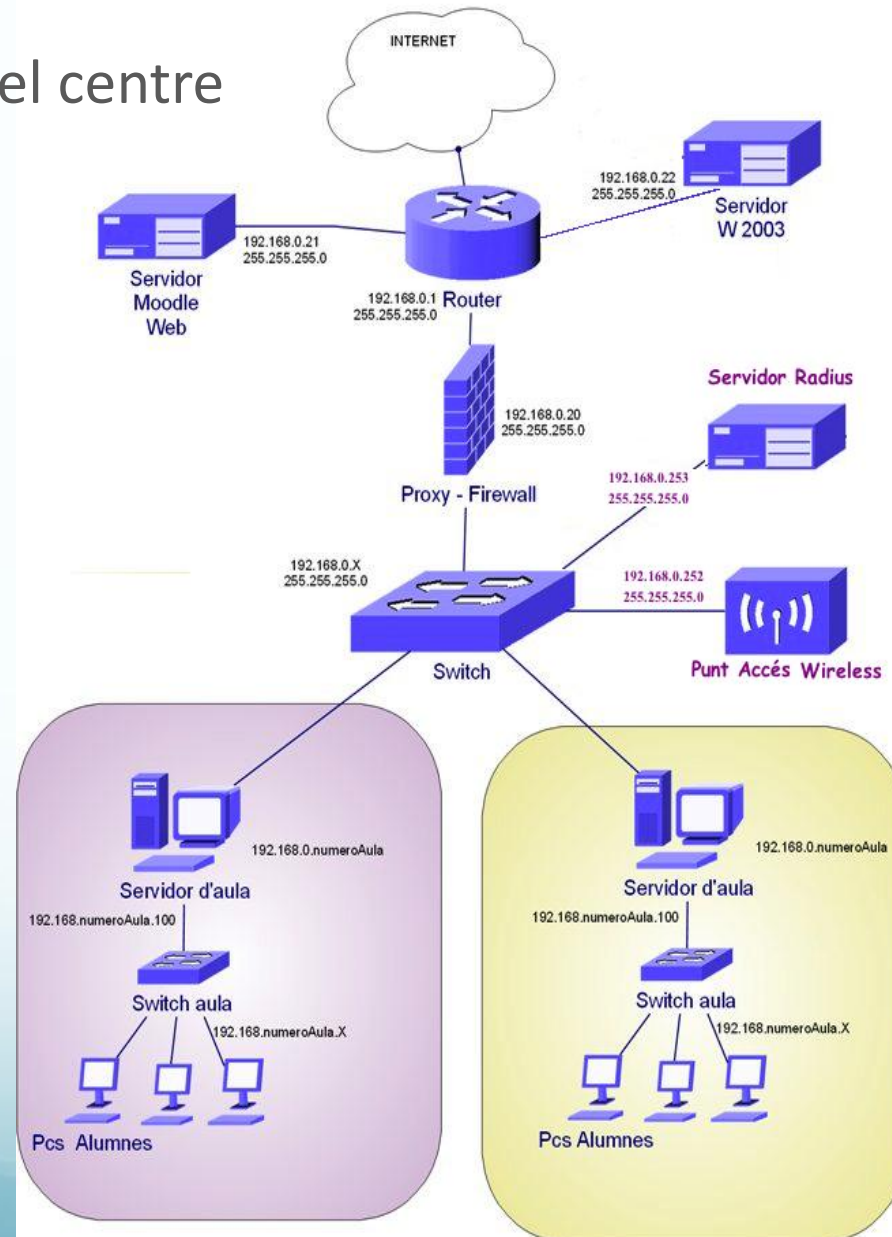 el centre
INTERNET
192.168.0.22
255.255.255.0
Servidor
W 2003
192.168.0.21
255.255.255.0
Servidor
Moodle
Web
192.168.0.1
255.255.255.0
Router
Servidor Radius
192.168.0.20
255.255.255.0
Proxy - Firewall
192.168.0.253
255.255.255.0
192.168.0.X
255.255.255.0
192.168.0.252
255.255.255.0
Switch
Punt Accés Wireless
192.168.0.numeroAula
Servidor d'aula
192.168.numeroAula.100
Switch aula
192.168.numeroAula.X
Pcs Alumnes
192.168.0.numeroAula
Servidor d'aula
192.168.numeroAula.100
Switch aula
192.168.numeroAula.X
Pcs Alumnes